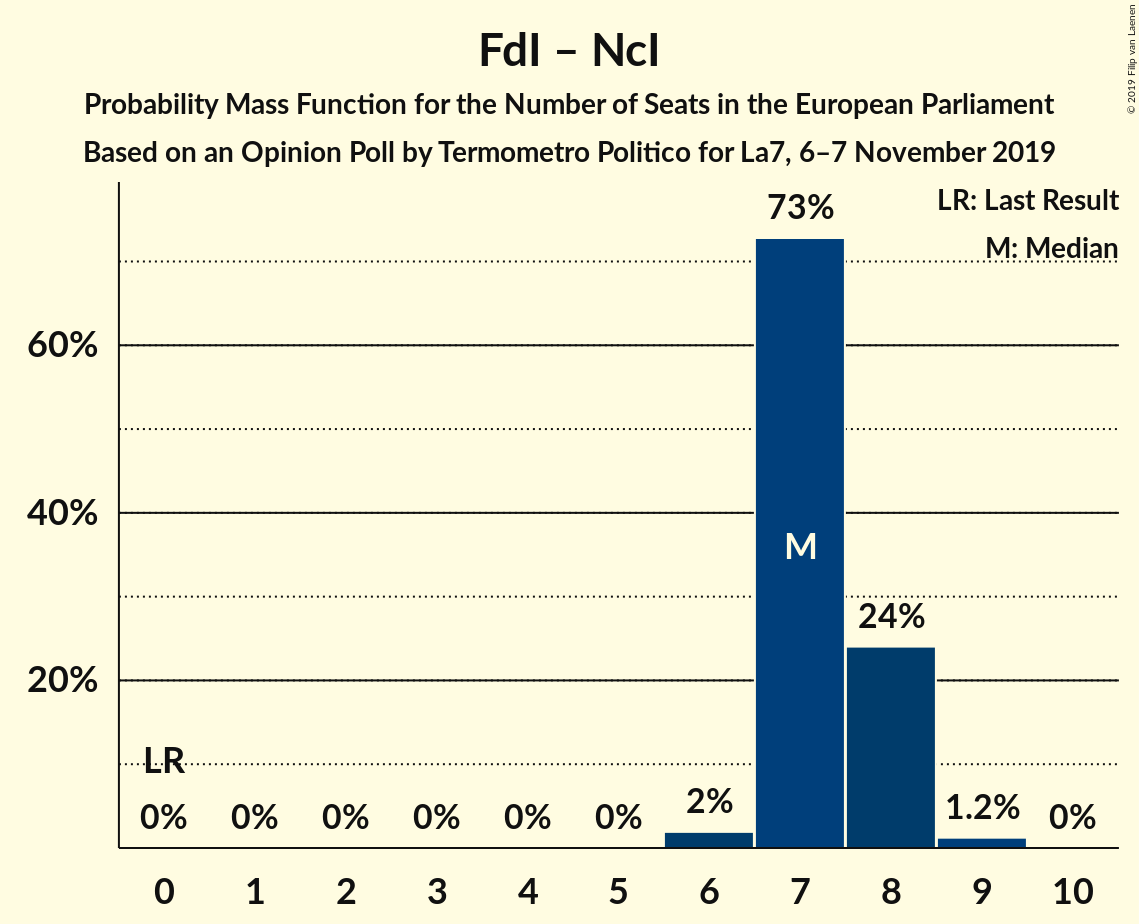 FdI – NcI
Probability Mass Function for the Number of Seats in the European Parliament
Based on an Opinion Poll by Termometro Politico for La7, 6–7 November 2019
© 2019 Filip van Laenen
LR: Last Result
M: Median
73%
60%
M
40%
24%
20%
LR
0% 0% 0% 0% 0% 0% 2% 1.2% 0%
0 1 2 3 4 5 6 7 8 9 10